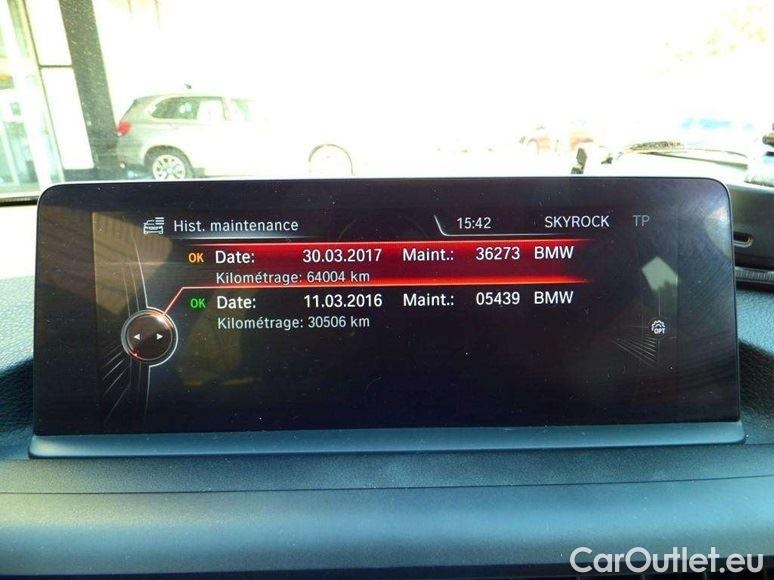 Hist. maintenance 15:42 SKYROCK TP
OK Date: 30.03.2017 Maint.: 36273 BMW
Kilométrage: 64004 km
OK Date: 11.03.2016 Maint.: 05439 BMW
Kilométrage: 30506 km
OPT
CarOutlet.eu